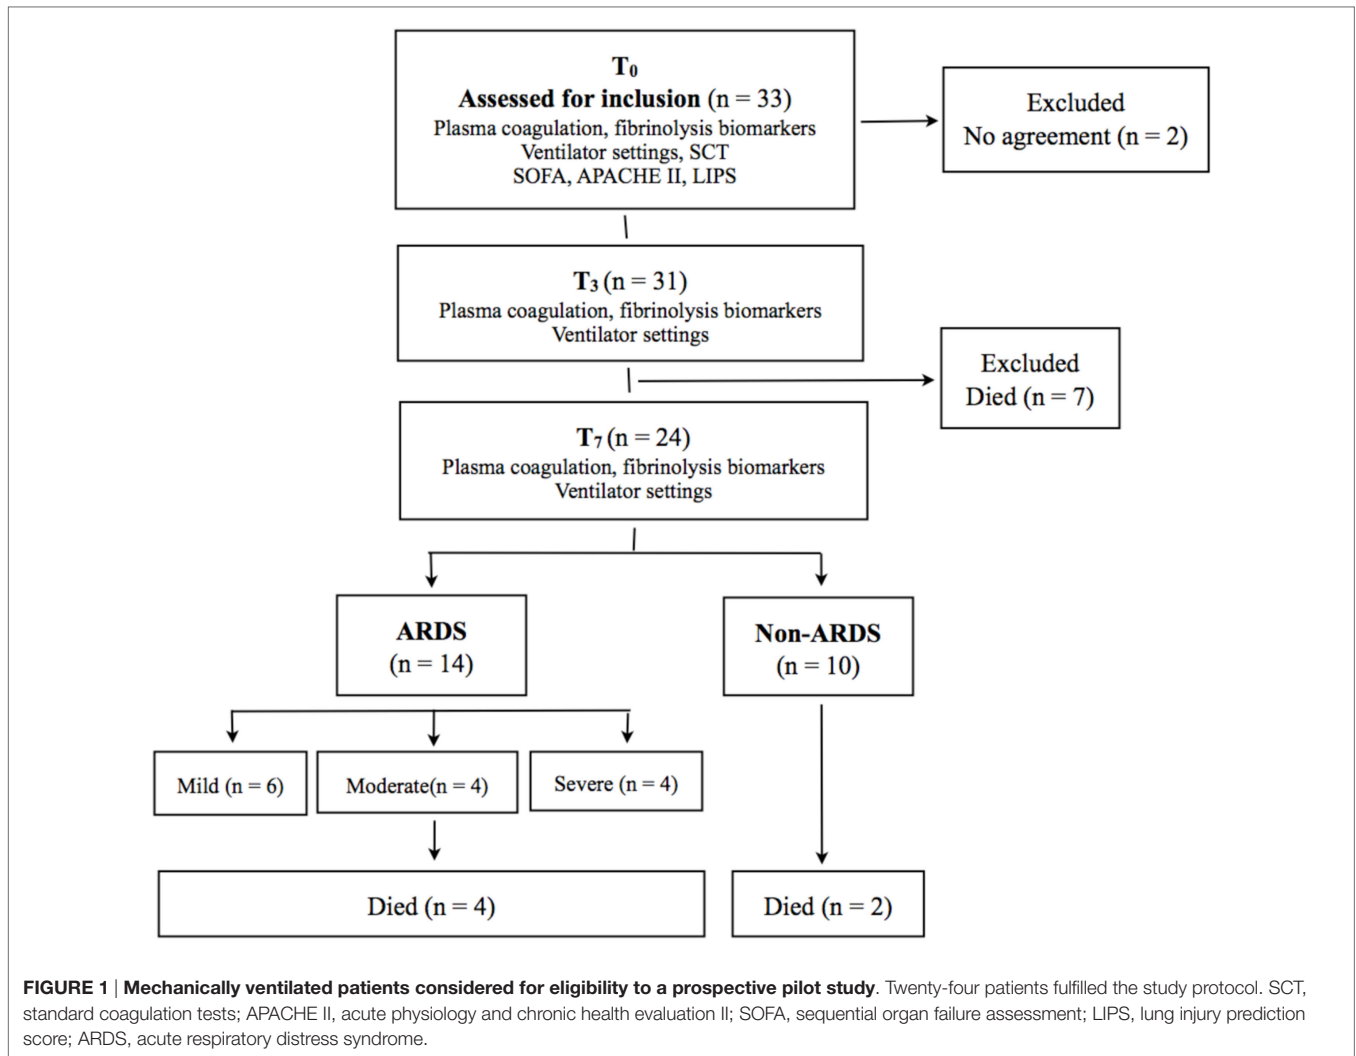 T0
Assessed for inclusion (n = 33)
Plasma coagulation, fibrinolysis biomarkers
Ventilator settings, SCT
SOFA, APACHE II, LIPS
Excluded
No agreement (n = 2)
T3 (n = 31)
Plasma coagulation, fibrinolysis biomarkers
Ventilator settings
Excluded
Died (n = 7)
T7 (n = 24)
Plasma coagulation, fibrinolysis biomarkers
Ventilator settings
ARDS
(n = 14)
Non-ARDS
(n = 10)
Mild (n = 6)
Moderate(n = 4)
Severe (n = 4)
Died (n = 4)
Died (n = 2)
FIGURE 1 | Mechanically ventilated patients considered for eligibility to a prospective pilot study. Twenty-four patients fulfilled the study protocol. SCT,
standard coagulation tests; APACHE II, acute physiology and chronic health evaluation II; SOFA, sequential organ failure assessment; LIPS, lung injury prediction
score; ARDS, acute respiratory distress syndrome.